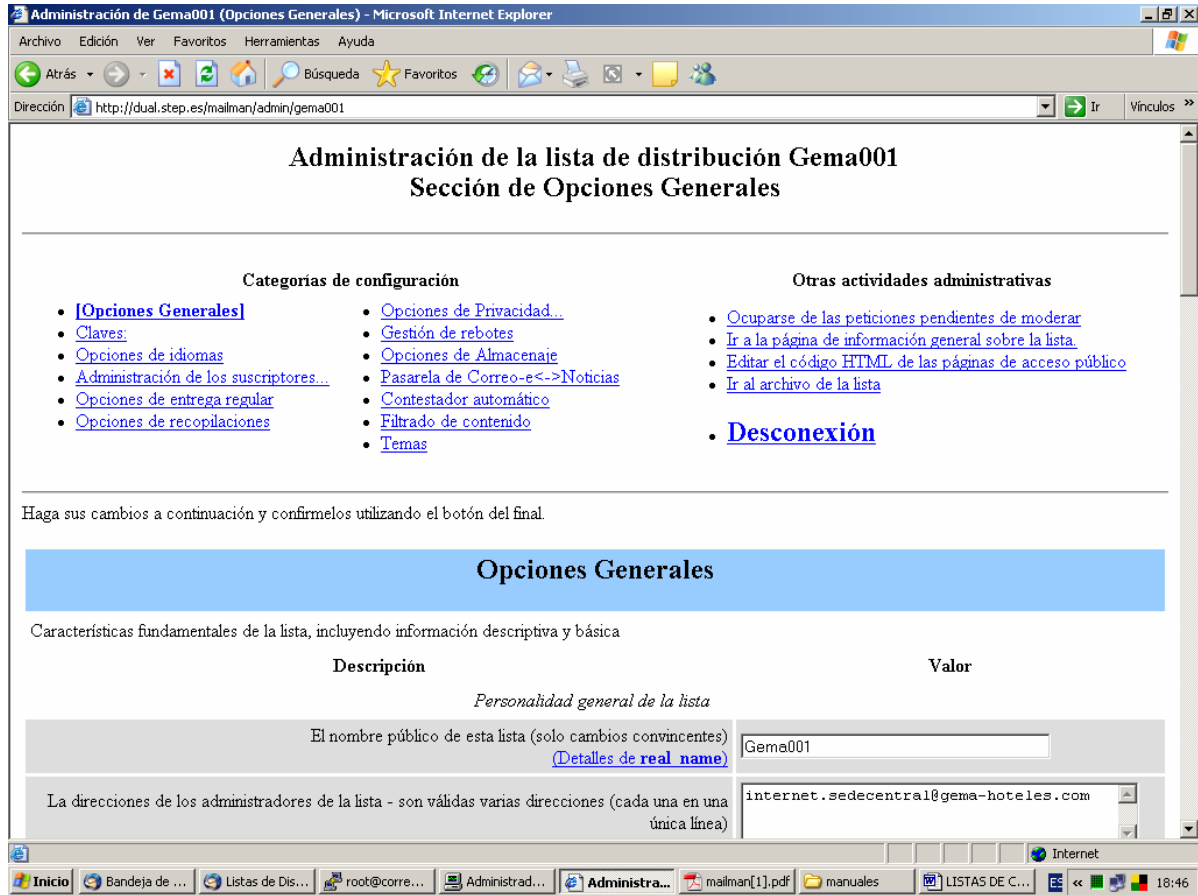 Administración de Gema001 (Opciones Generales) - Microsoft Internet Explorer
Archivo Edición Ver Favoritos Herramientas Ayuda
Atrás Búsqueda Favoritos
Dirección http://dual.step.es/mailman/admin/gema001 Ir Vínculos »
Administración de la lista de distribución Gema001
Sección de Opciones Generales
Categorías de configuración
[Opciones Generales]
Claves:
Opciones de idiomas
Administración de los suscriptores...
Opciones de entrega regular
Opciones de recopilaciones
Opciones de Privacidad...
Gestión de rebotes
Opciones de Almacenaje
Pasarela de Correo-e<->Noticias
Contestador automático
Filtrado de contenido
Temas
Otras actividades administrativas
Ocuparse de las peticiones pendientes de moderar
Ir a la página de información general sobre la lista.
Editar el código HTML de las páginas de acceso público
Ir al archivo de la lista
Desconexión
Haga sus cambios a continuación y confirmelos utilizando el botón del final.
Opciones Generales
Características fundamentales de la lista, incluyendo información descriptiva y básica
Descripción Valor
Personalidad general de la lista
El nombre público de esta lista (solo cambios convincentes)
(Detalles de real_name)
Gema001
La direcciones de los administradores de la lista - son válidas varias direcciones (cada una en una
única línea)
internet.sedecentral@gema-hoteles.com
Internet
Inicio Bandeja de ... Listas de Dis... root@corre... Administrad... Administra... mailman[1].pdf manuales LISTAS DE C... ES « 18:46